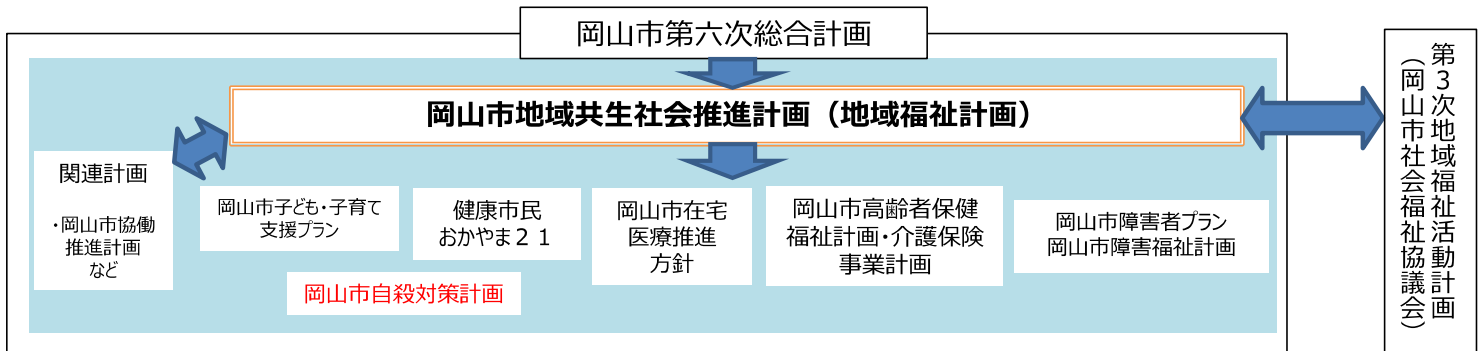 岡山市第六次総合計画
岡山市地域共生社会推進計画（地域福祉計画）
関連計画
・岡山市協働
推進計画
など
岡山市子ども・子育て
支援プラン
健康市民
おかやま２１
岡山市在宅
医療推進
方針
岡山市高齢者保健
福祉計画・介護保険
事業計画
岡山市障害者プラン
岡山市障害福祉計画
岡山市自殺対策計画
第３次地域福祉活動計画
（岡山市社会福祉協議会）